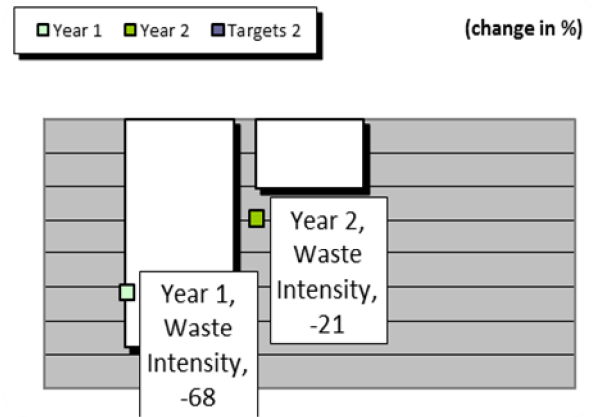 Year 1 Year 2 Targets 2
(change in %)
Year 2,
Waste
Intensity,
-21
Year 1,
Waste
Intensity,
-68